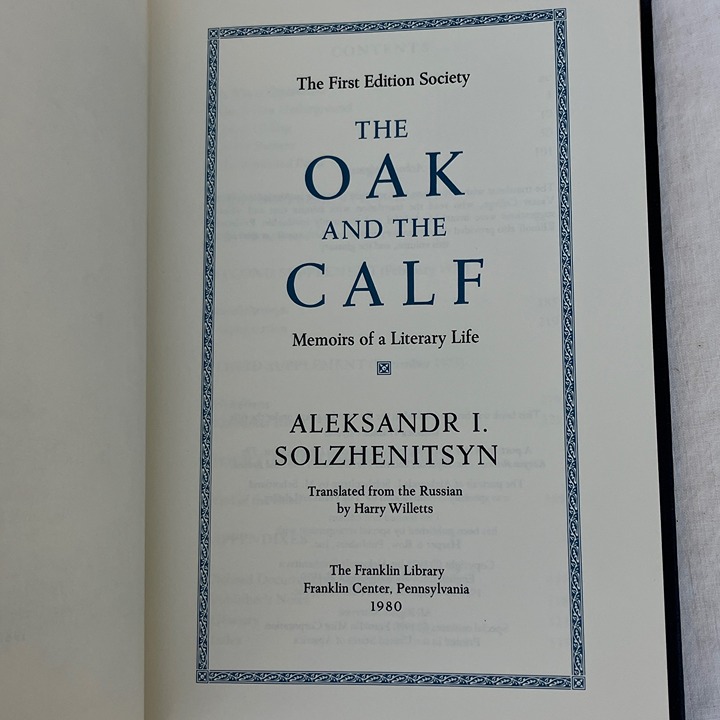 The First Edition Society
THE
OAK
AND THE
CALF
Memoirs of a Literary Life
ALEKSANDR I.
SOLZHENITSYN
Translated from the Russian
by Harry Willetts
The Franklin Library
Franklin Center, Pennsylvania
1980